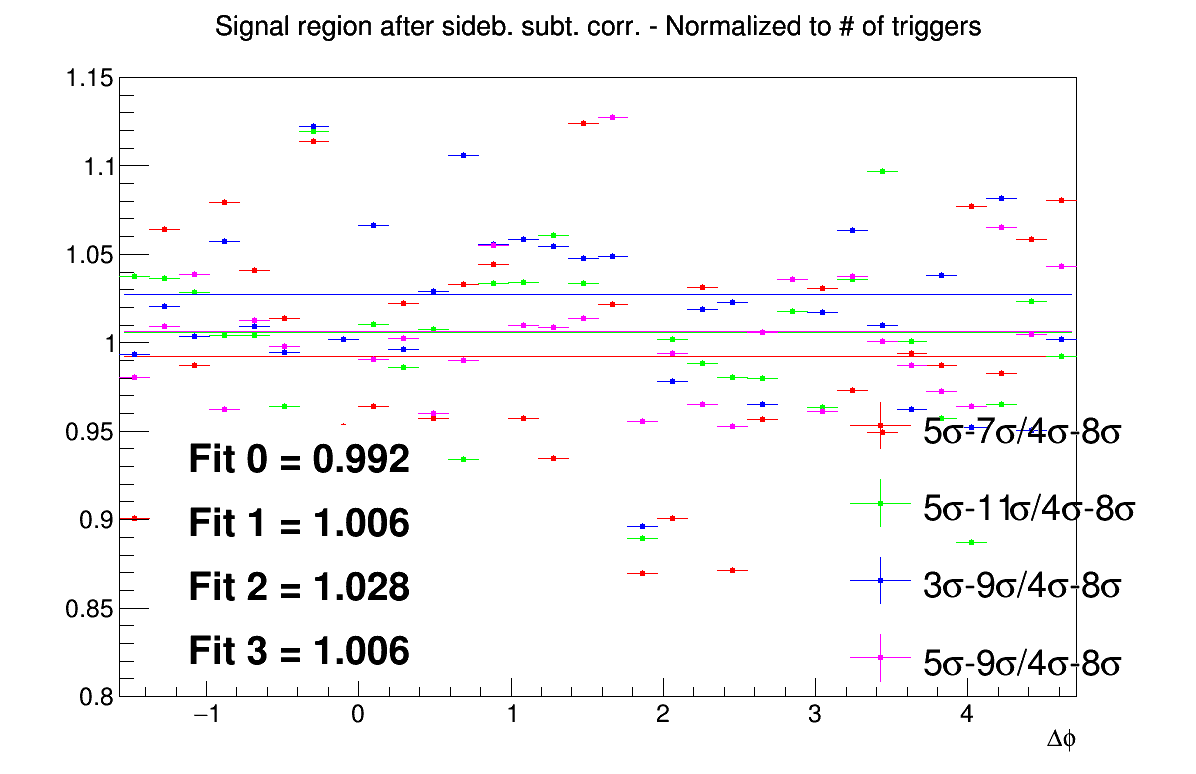 Signal region after sideb. subt. corr. - Normalized to # of triggers
1.15
1.1
1.05
1
0.95
0.9
0.85
0.8
Fit 0 = 0.992
Fit 1 = 1.006
Fit 2 = 1.028
Fit 3 = 1.006
5σ-7σ/4σ-8σ
5σ-11σ/4σ-8σ
3σ-9σ/4σ-8σ
5σ-9σ/4σ-8σ
−1 0 1 2 3 4
Δϕ